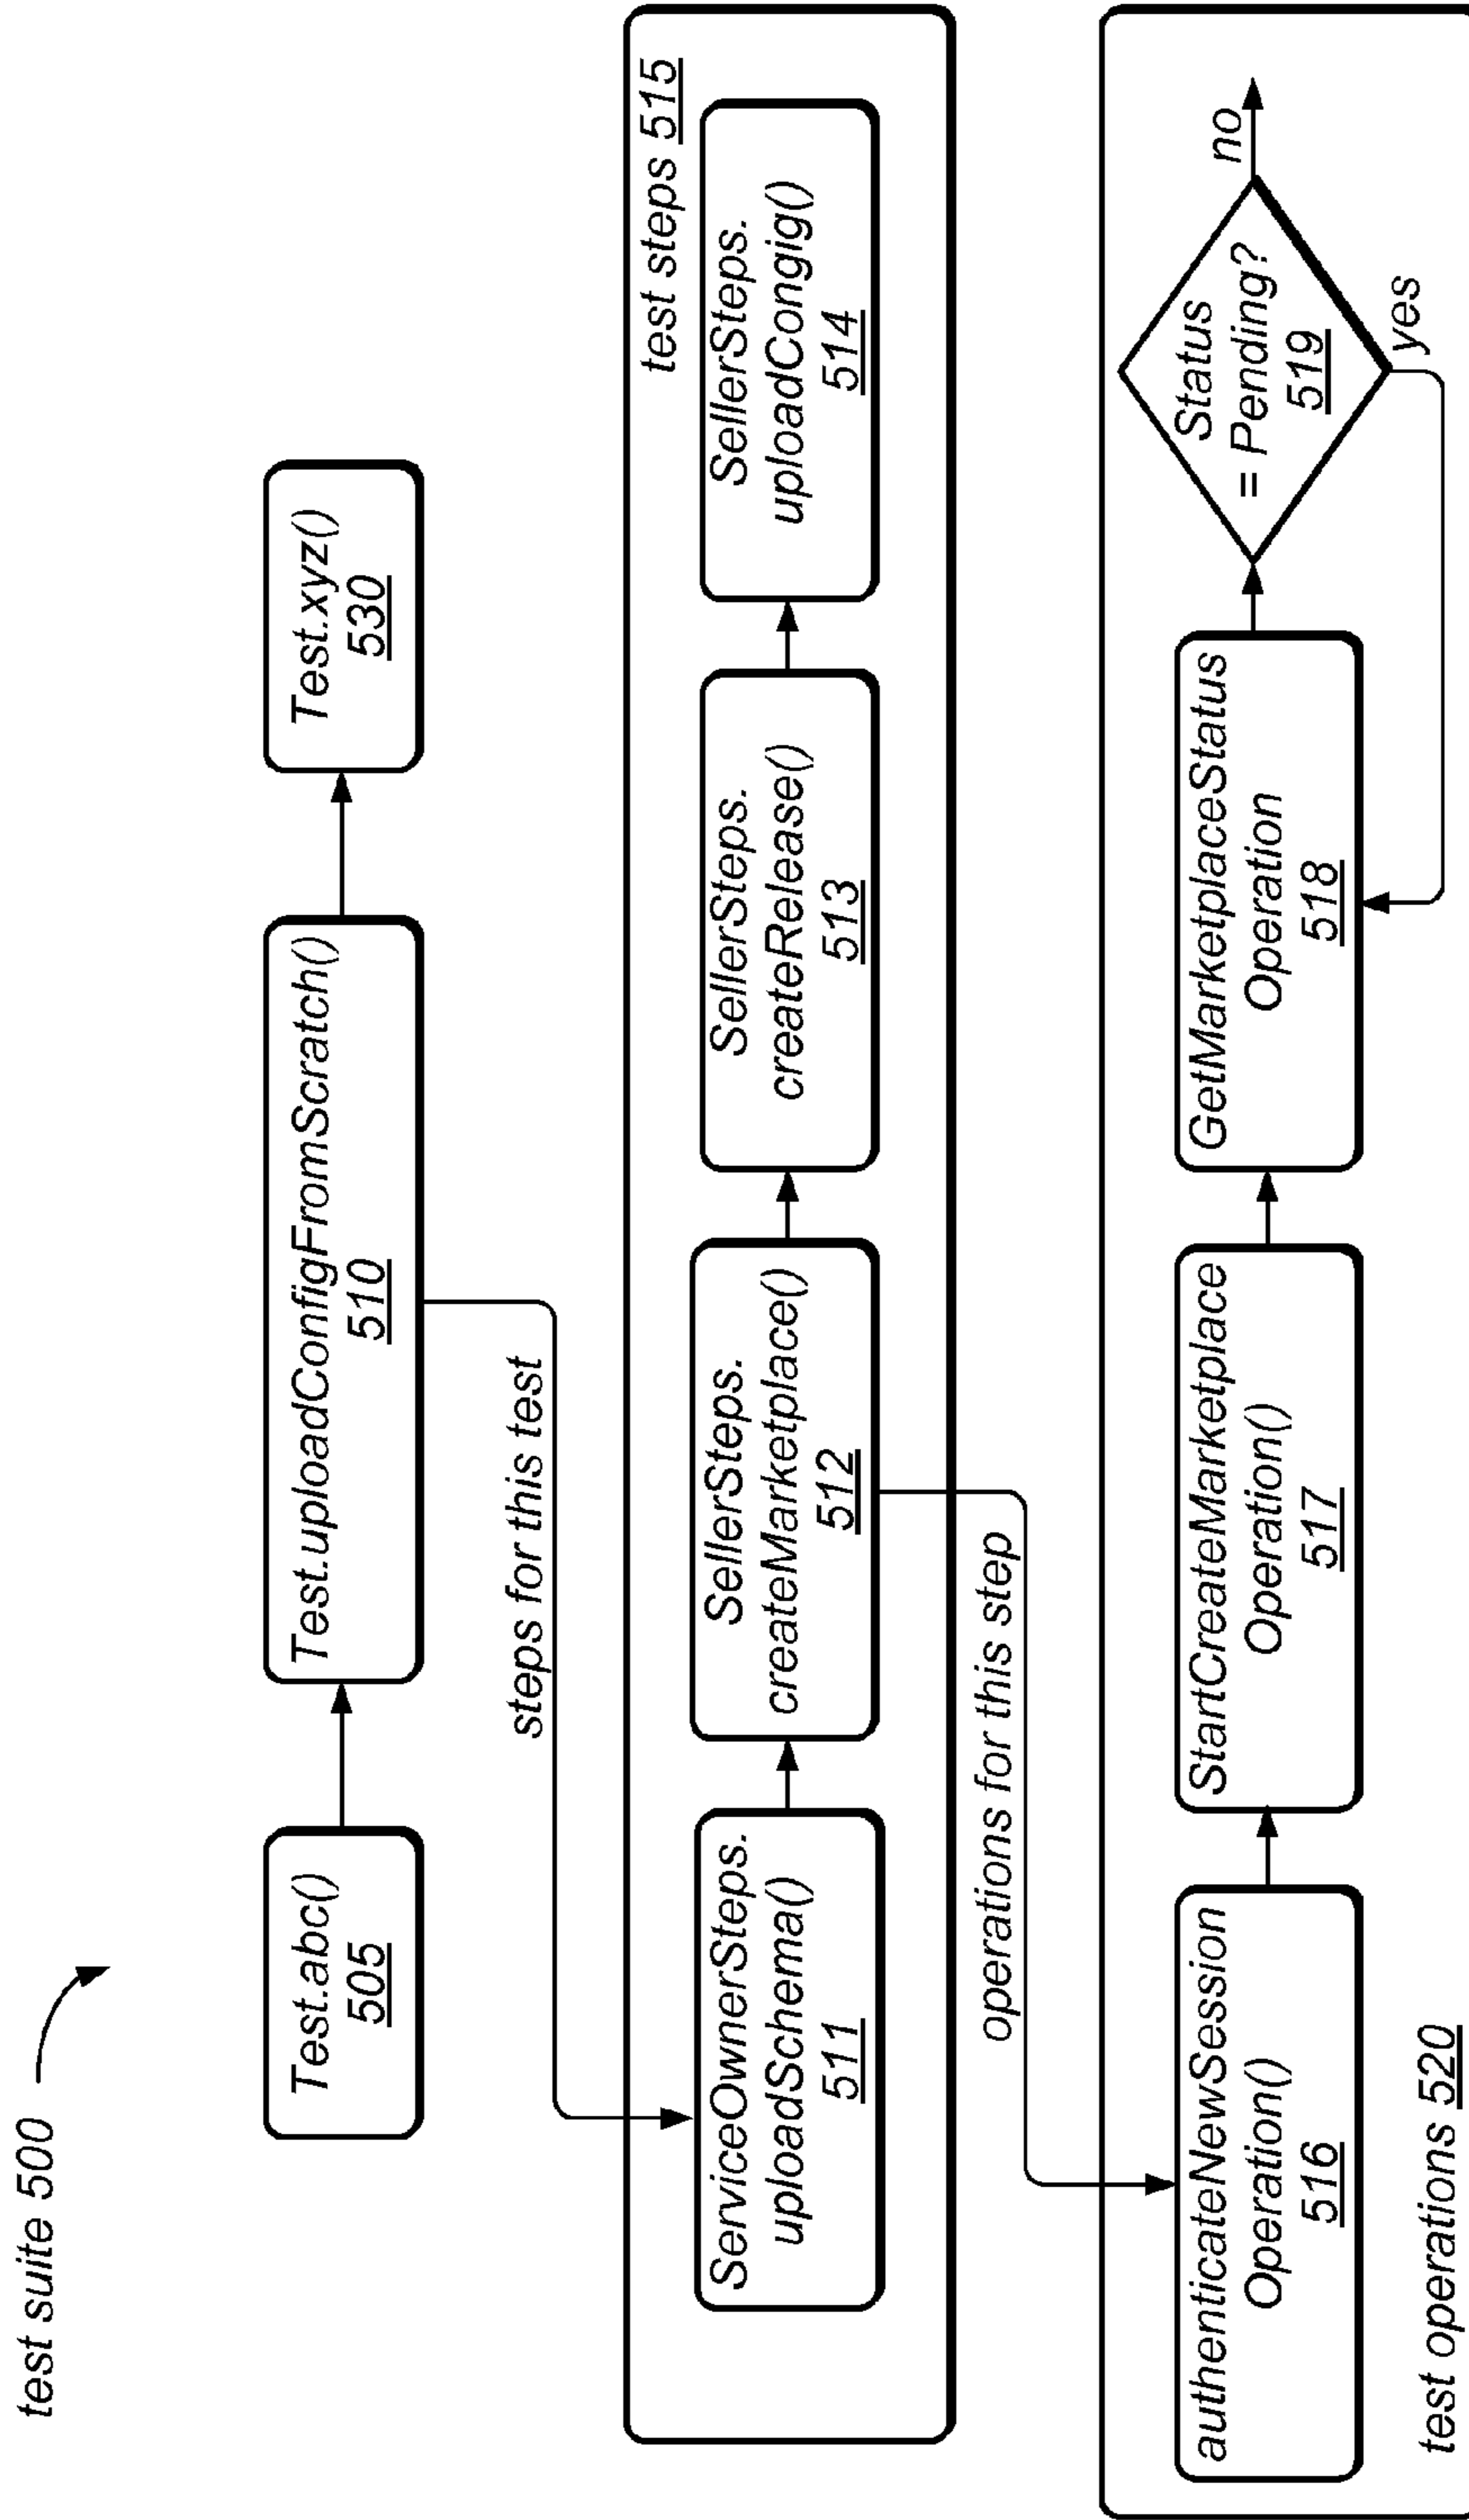 test suite 500
Test.abc()
505
Test.uploadConfigFromScratch()
510
Test.xyz()
530
steps for this test
test steps 515
ServiceOwnerSteps.
uploadSchema()
511
SellerSteps.
createMarketplace()
512
SellerSteps.
createRelease()
513
SellerSteps.
uploadCongig()
514
operations for this step
authenticateNewSession
Operation()
516
StartCreateMarketplace
Operation()
517
GetMarketplaceStatus
Operation
518
Status
= Pending?
519
no
yes
test operations 520